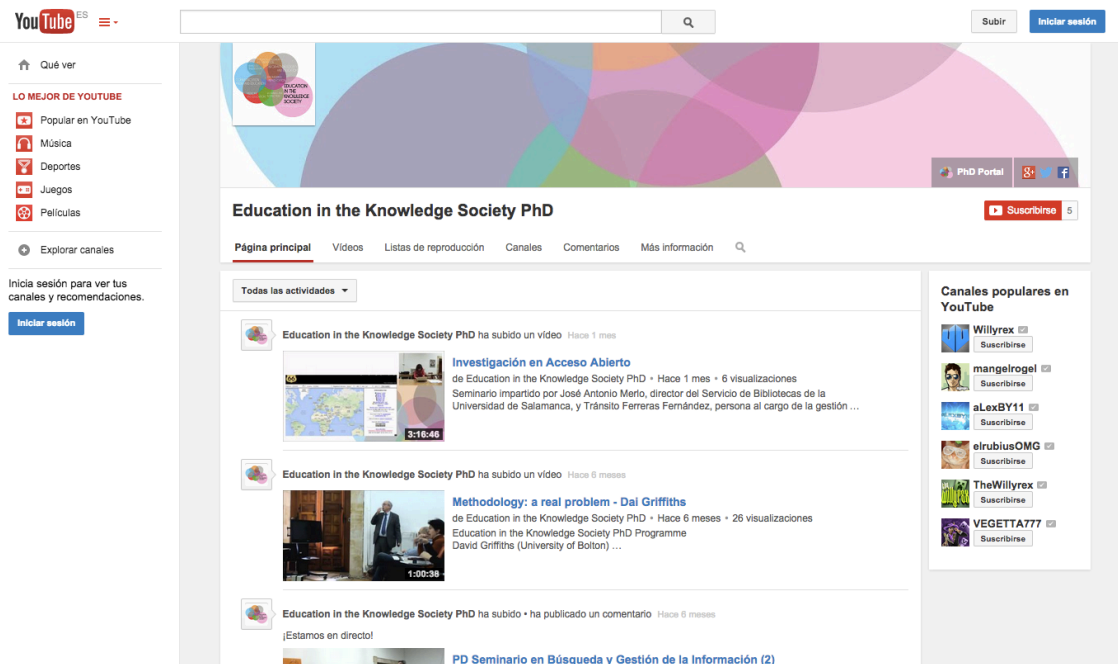 YouTube ES
Subir
Iniciar sesión
Qué ver
LO MEJOR DE YOUTUBE
Popular en YouTube
Música
Deportes
Juegos
Películas
Explorar canales
Inicia sesión para ver tus
canales y recomendaciones.
Iniciar sesión
EDUCATION
IN THE
KNOWLEDGE
SOCIETY
PhD Portal
Education in the Knowledge Society PhD
Suscribirse 5
Página principal Vídeos Listas de reproducción Canales Comentarios Más información
Todas las actividades
Education in the Knowledge Society PhD ha subido un vídeo Hace 1 mes
Investigación en Acceso Abierto
de Education in the Knowledge Society PhD • Hace 1 mes • 6 visualizaciones
Seminario impartido por José Antonio Merlo, director del Servicio de Bibliotecas de la
Universidad de Salamanca, y Tránsito Ferreras Fernández, persona al cargo de la gestión ...
3:16:46
Education in the Knowledge Society PhD ha subido un vídeo Hace 6 meses
Methodology: a real problem - Dai Griffiths
de Education in the Knowledge Society PhD • Hace 6 meses • 26 visualizaciones
Education in the Knowledge Society PhD Programme
David Griffiths (University of Bolton) ...
1:00:38
Education in the Knowledge Society PhD ha subido • ha publicado un comentario Hace 6 meses
¡Estamos en directo!
PD Seminario en Búsqueda y Gestión de la Información (2)
Canales populares en
YouTube
Willyrex
Suscribirse
mangelrogel
Suscribirse
aLexBY11
Suscribirse
elrubiusOMG
Suscribirse
TheWillyrex
Suscribirse
VEGETTA777
Suscribirse